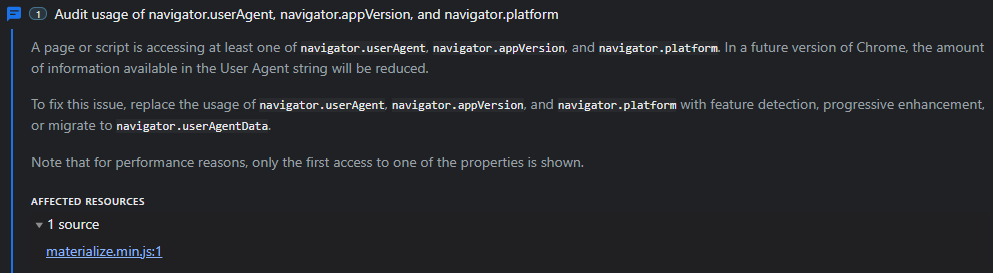 1 Audit usage of navigator.userAgent, navigator.appVersion, and navigator.platform
A page or script is accessing at least one of navigator.userAgent, navigator.appVersion, and navigator.platform. In a future version of Chrome, the amount
of information available in the User Agent string will be reduced.
To fix this issue, replace the usage of navigator.userAgent, navigator.appVersion, and navigator.platform with feature detection, progressive enhancement,
or migrate to navigator.userAgentData.
Note that for performance reasons, only the first access to one of the properties is shown.
AFFECTED RESOURCES
1 source
materialize.min.js:1